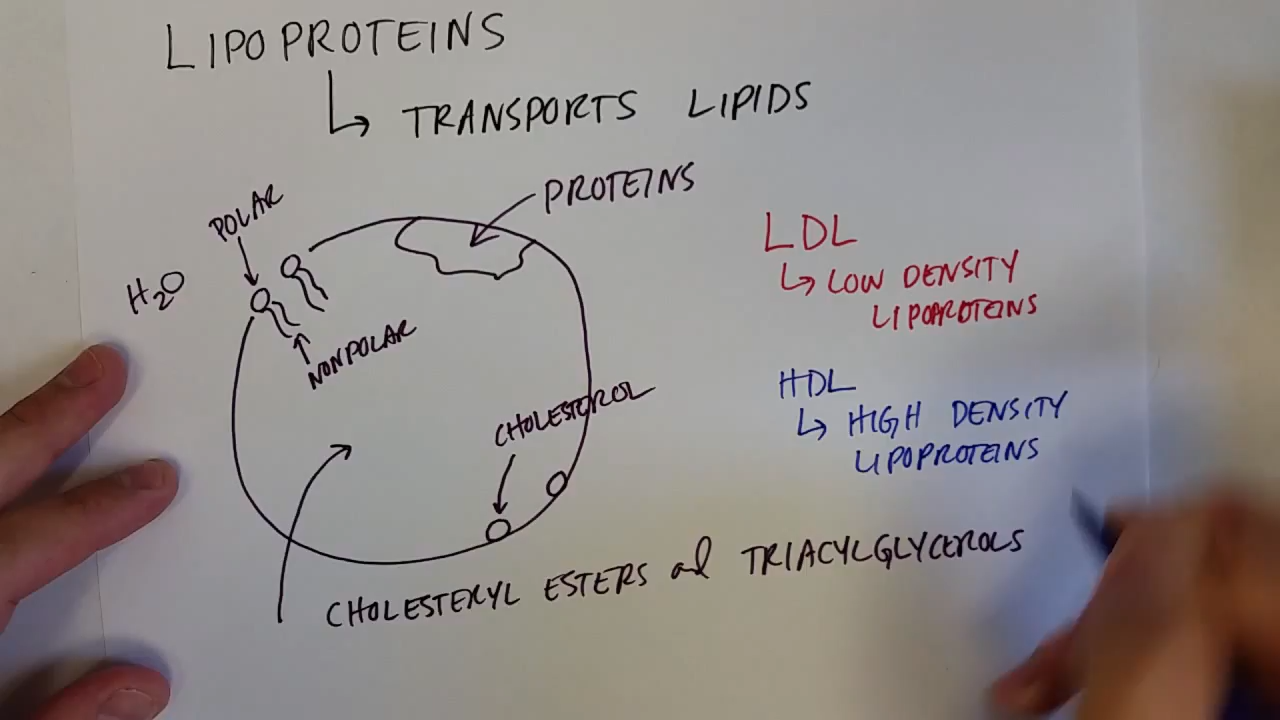 LIPOPROTEINS
TRANSPORTS LIPIDS
PROTEINS
POLAR
H2O
NONPOLAR
CHOLESTEROL
CHOLESTERYL ESTERS and TRIACYLGLYCEROLS
LDL
LOW DENSITY
LIPOPROTEINS
HDL
HIGH DENSITY
LIPOPROTEINS